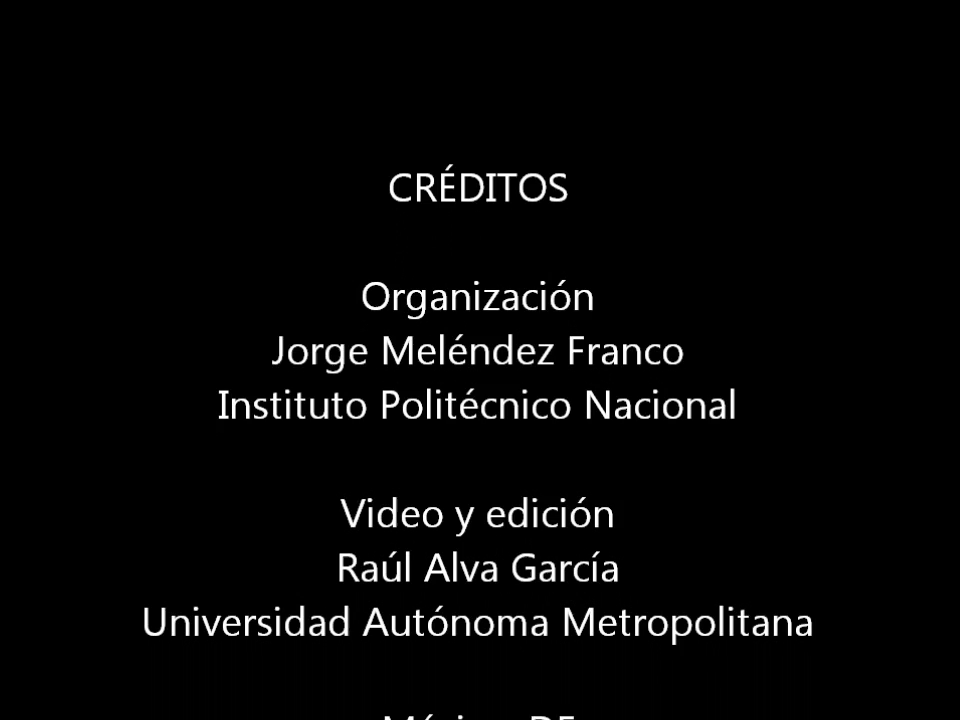 CRÉDITOS
Organización
Jorge Meléndez Franco
Instituto Politécnico Nacional
Video y edición
Raúl Alva García
Universidad Autónoma Metropolitana